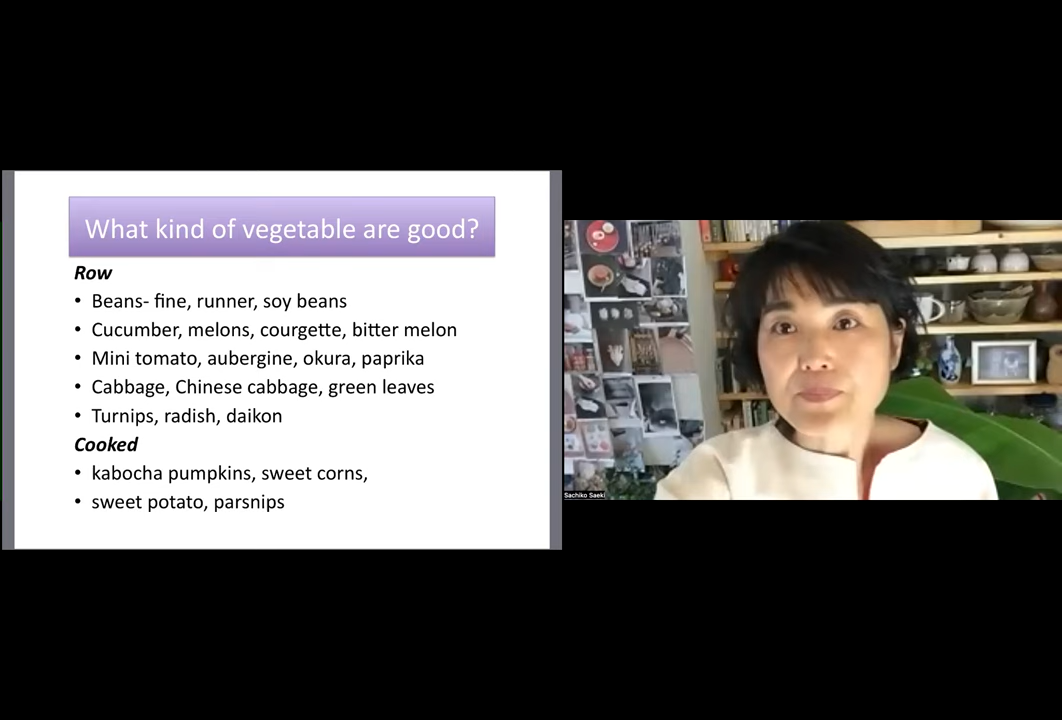 What kind of vegetable are good?
Row
• Beans- fine, runner, soy beans
• Cucumber, melons, courgette, bitter melon
• Mini tomato, aubergine, okura, paprika
• Cabbage, Chinese cabbage, green leaves
• Turnips, radish, daikon
Cooked
• kabocha pumpkins, sweet corns,
• sweet potato, parsnips
Sachiko Saeki